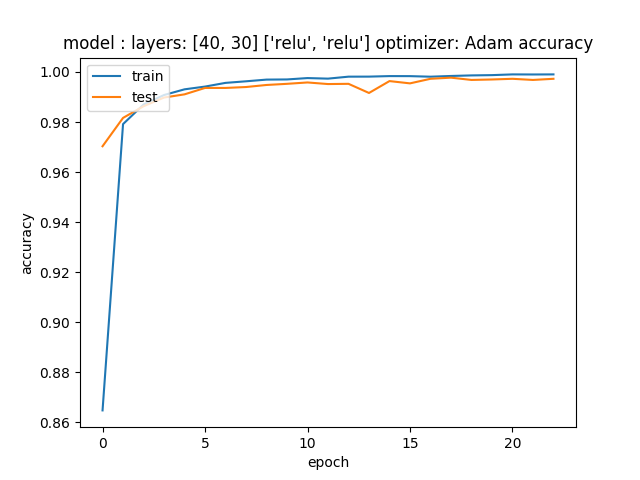 model : layers: [40, 30] ['relu', 'relu'] optimizer: Adam accuracy
train
test
1.00
0.98
0.96
0.94
0.92
0.90
0.88
0.86
accuracy
0
5
10
15
20
epoch